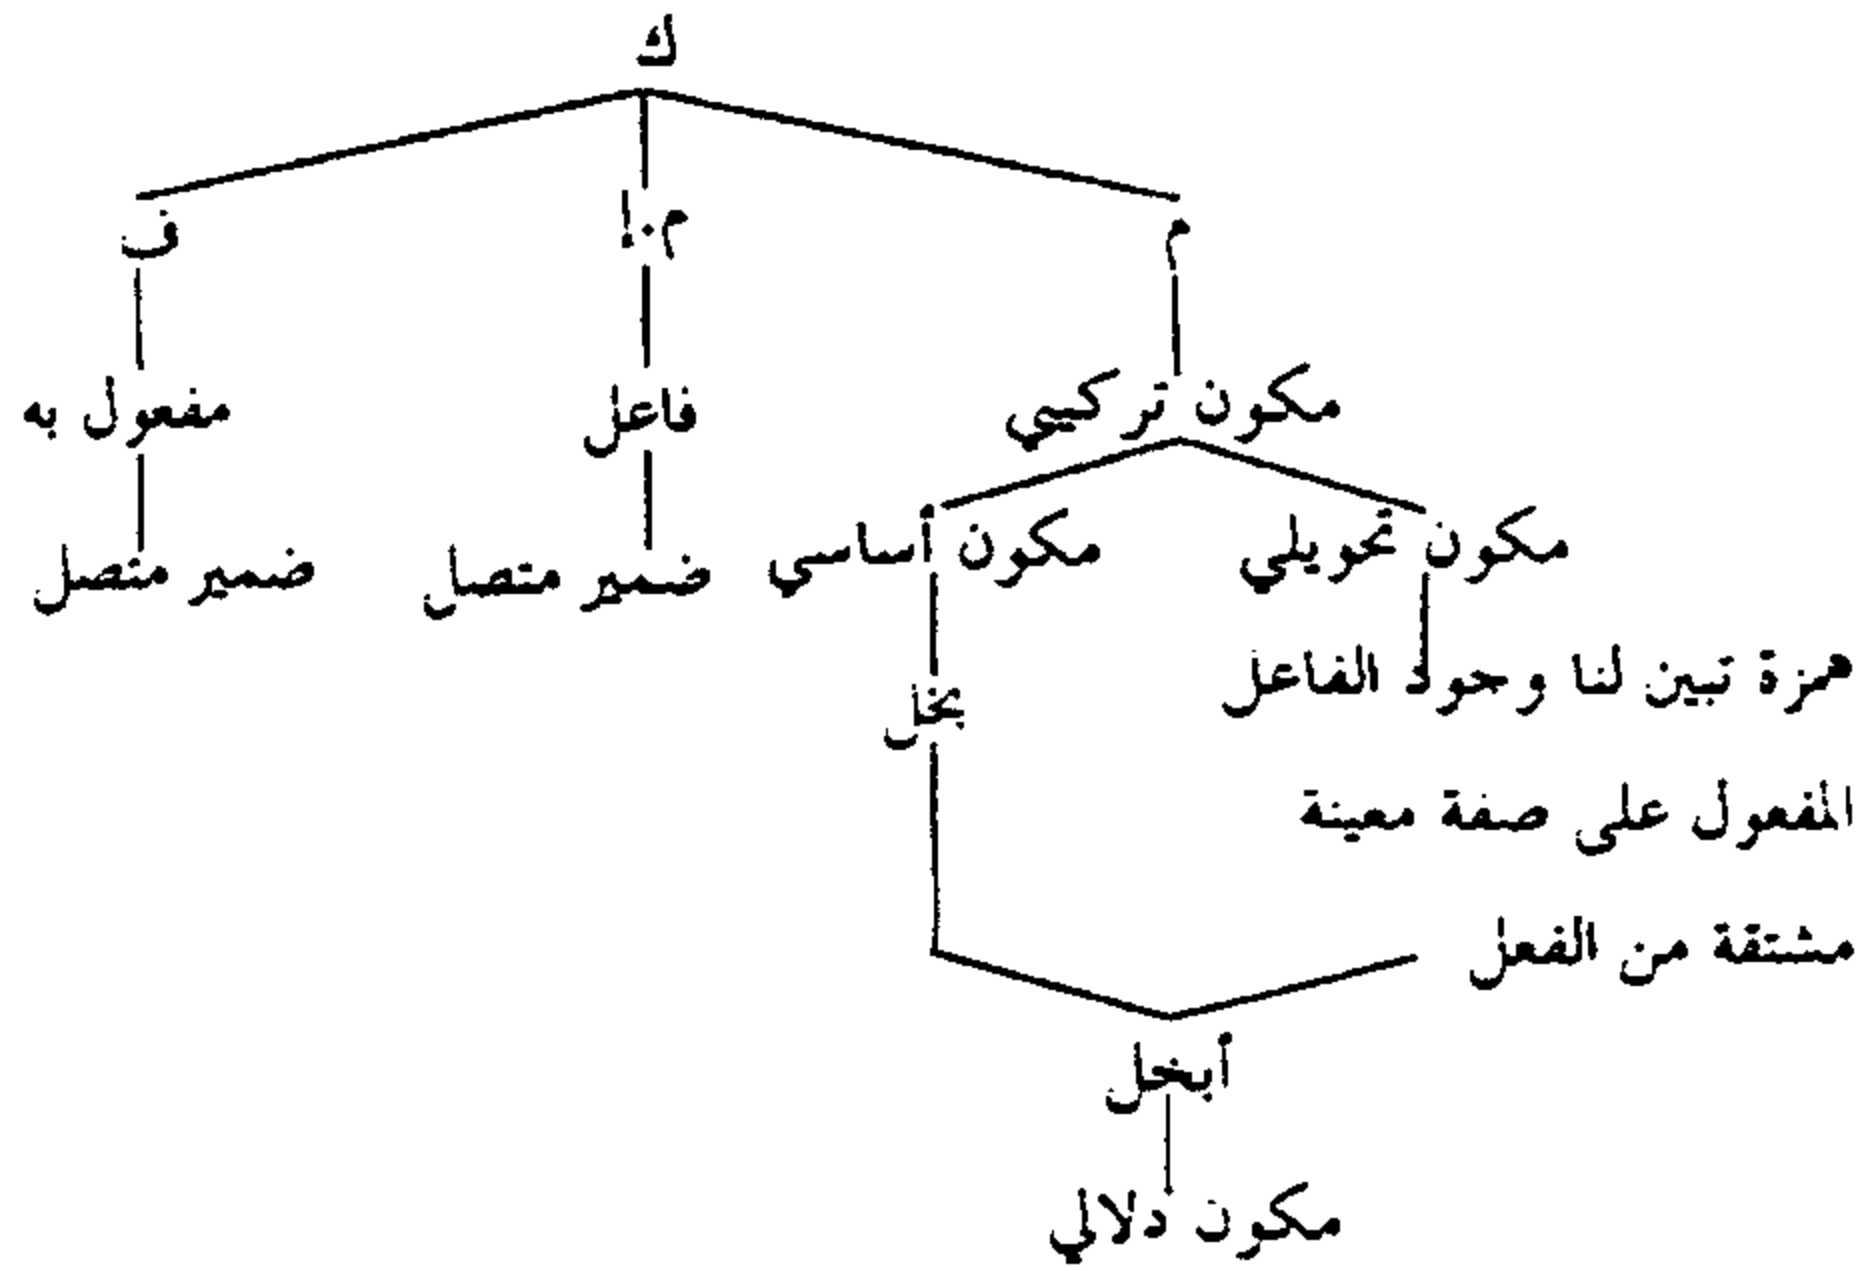 ك
م م.إ ف
مكون تركيبي فاعل مفعول به
مكون تحويلي مكون أساسي ضمير متصل ضمير متصل
همزة تبين لنا وجود الفاعل بخل
المفعول على صفة معينة
مشتقة من الفعل
أبخل
مكون دلالي